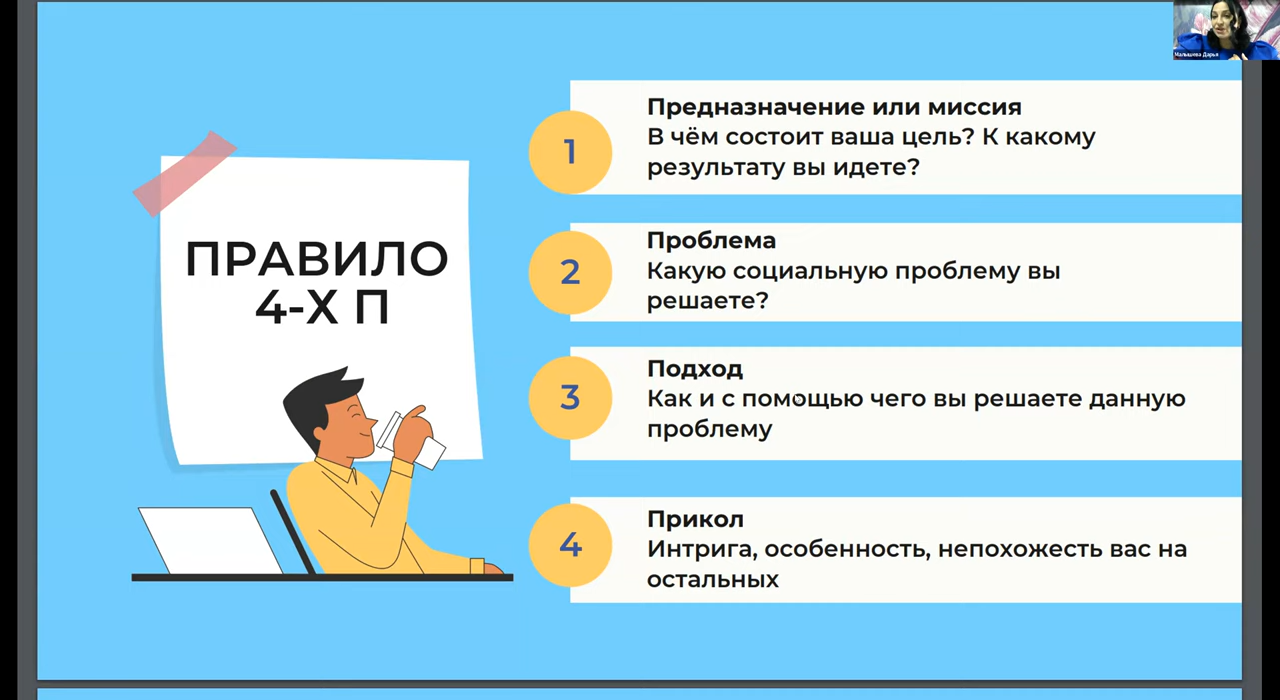 Малышева Дарья
ПРАВИЛО
4-Х П
1
Предназначение или миссия
В чём состоит ваша цель? К какому
результату вы идете?
2
Проблема
Какую социальную проблему вы
решаете?
3
Подход
Как и с помощью чего вы решаете данную
проблему
4
Прикол
Интрига, особенность, непохожесть вас на
остальных